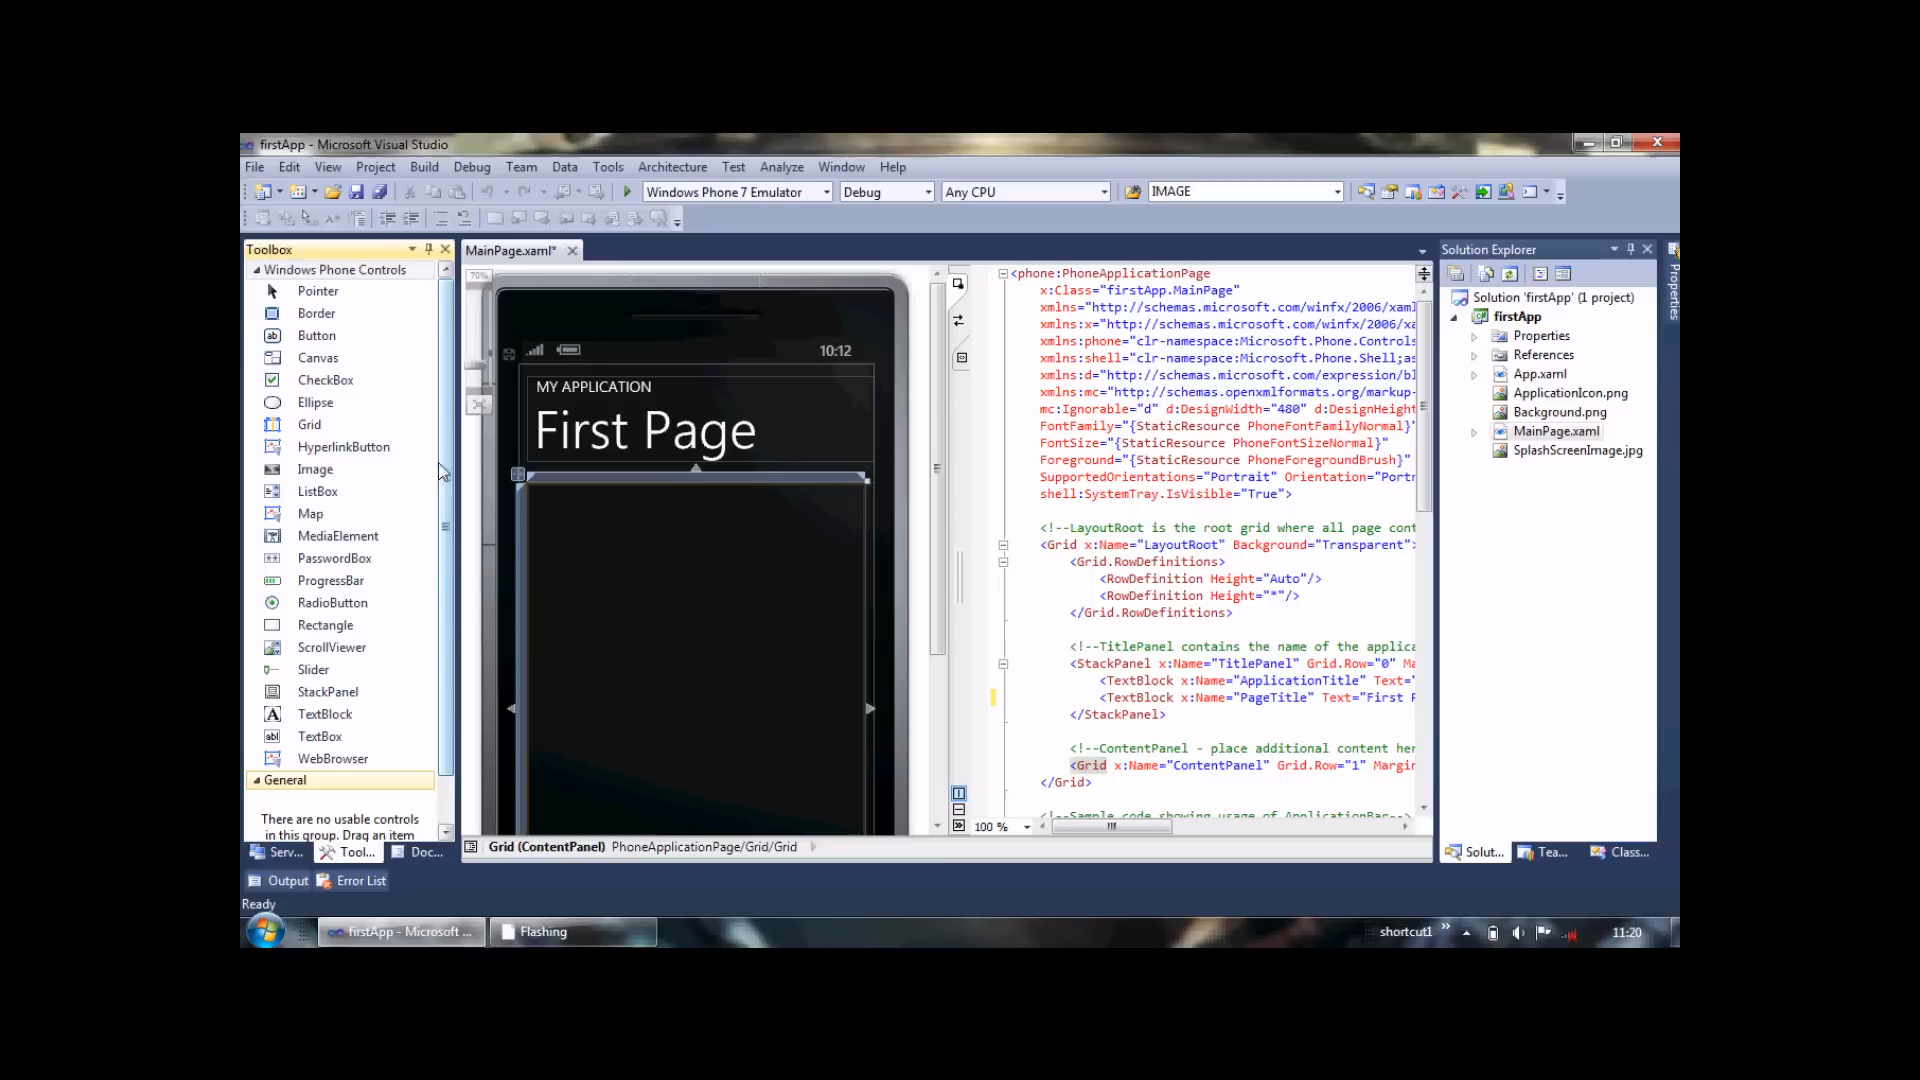 firstApp - Microsoft Visual Studio
File Edit View Project Build Debug Team Data Tools Architecture Test Analyze Window Help
Windows Phone 7 Emulator Debug Any CPU IMAGE
Toolbox
Windows Phone Controls
Pointer
Border
Button
Canvas
CheckBox
Ellipse
Grid
HyperlinkButton
Image
ListBox
Map
MediaElement
PasswordBox
ProgressBar
RadioButton
Rectangle
ScrollViewer
Slider
StackPanel
TextBlock
TextBox
WebBrowser
General
There are no usable controls
in this group. Drag an item
Serv... Tool... Doc...
MainPage.xaml*
70%
10:12
MY APPLICATION
First Page
<phone:PhoneApplicationPage
x:Class="firstApp.MainPage"
xmlns="http://schemas.microsoft.com/winfx/2006/xaml
xmlns:x="http://schemas.microsoft.com/winfx/2006/xa
xmlns:phone="clr-namespace:Microsoft.Phone.Controls
xmlns:shell="clr-namespace:Microsoft.Phone.Shell;as
xmlns:d="http://schemas.microsoft.com/expression/bl
xmlns:mc="http://schemas.openxmlformats.org/markup-
mc:Ignorable="d" d:DesignWidth="480" d:DesignHeight
FontFamily="{StaticResource PhoneFontFamilyNormal}"
FontSize="{StaticResource PhoneFontSizeNormal}"
Foreground="{StaticResource PhoneForegroundBrush}"
SupportedOrientations="Portrait" Orientation="Portr
shell:SystemTray.IsVisible="True">
<!--LayoutRoot is the root grid where all page cont
<Grid x:Name="LayoutRoot" Background="Transparent">
<Grid.RowDefinitions>
<RowDefinition Height="Auto"/>
<RowDefinition Height="*"/>
</Grid.RowDefinitions>
<!--TitlePanel contains the name of the applica
<StackPanel x:Name="TitlePanel" Grid.Row="0" Ma
<TextBlock x:Name="ApplicationTitle" Text="
<TextBlock x:Name="PageTitle" Text="First P
</StackPanel>
<!--ContentPanel - place additional content her
<Grid x:Name="ContentPanel" Grid.Row="1" Margin
</Grid>
<!--Sample code showing usage of ApplicationBar-->
100 %
Grid (ContentPanel) PhoneApplicationPage/Grid/Grid
Solution Explorer
Solution 'firstApp' (1 project)
firstApp
Properties
References
App.xaml
ApplicationIcon.png
Background.png
MainPage.xaml
SplashScreenImage.jpg
Solut... Tea... Class...
Properties
Output Error List
Ready
firstApp - Microsoft ... Flashing shortcut1 11:20